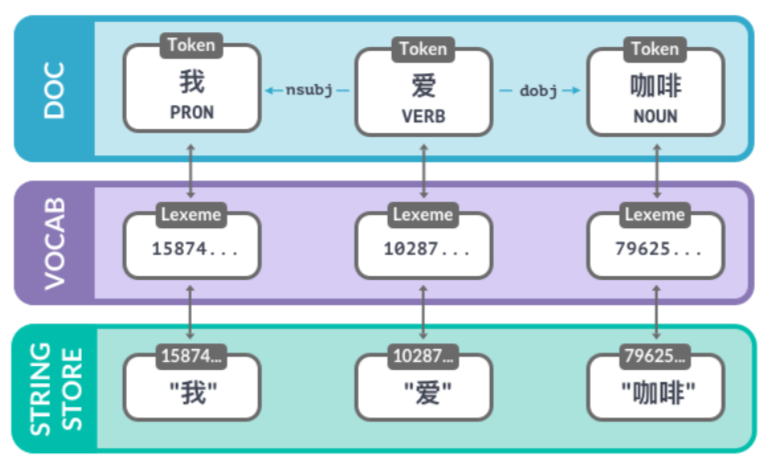 DOC
Token
我
PRON
nsubj
Token
爱
VERB
dobj
Token
咖啡
NOUN
VOCAB
Lexeme
15874...
Lexeme
10287...
Lexeme
79625...
STRING
STORE
15874...
"我"
10287...
"爱"
79625...
"咖啡"